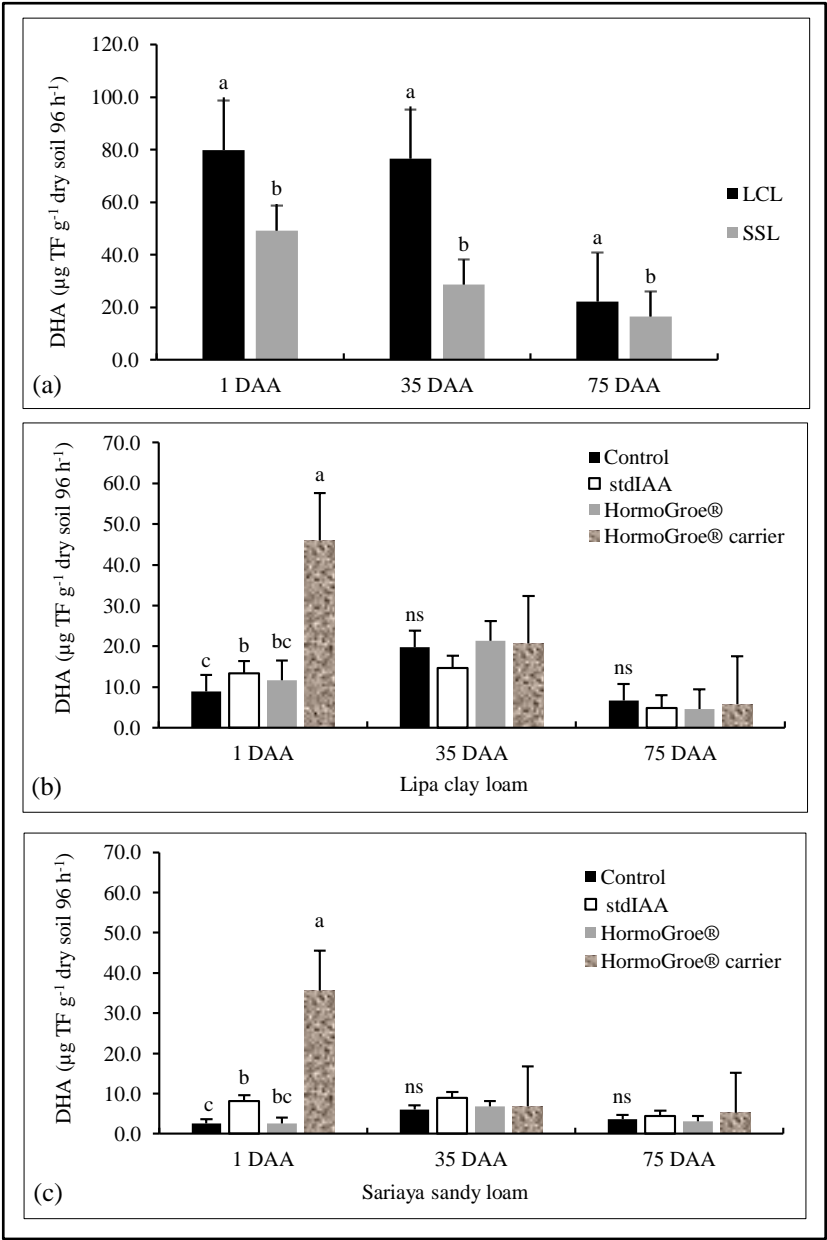 DHA (µg TF g-1 dry soil 96 h-1)
120.0
100.0
80.0
60.0
40.0
20.0
0.0
a
b
a
b
a
b
LCL
SSL
1 DAA
35 DAA
75 DAA
(a)
DHA (µg TF g-1 dry soil 96 h-1)
70.0
60.0
50.0
40.0
30.0
20.0
10.0
0.0
c
b
bc
a
ns
ns
Control
stdIAA
HormoGroe®
HormoGroe® carrier
1 DAA
35 DAA
75 DAA
(b)
Lipa clay loam
DHA (µg TF g-1 dry soil 96 h-1)
70.0
60.0
50.0
40.0
30.0
20.0
10.0
0.0
c
b
bc
a
ns
ns
Control
stdIAA
HormoGroe®
HormoGroe® carrier
1 DAA
35 DAA
75 DAA
(c)
Sariaya sandy loam